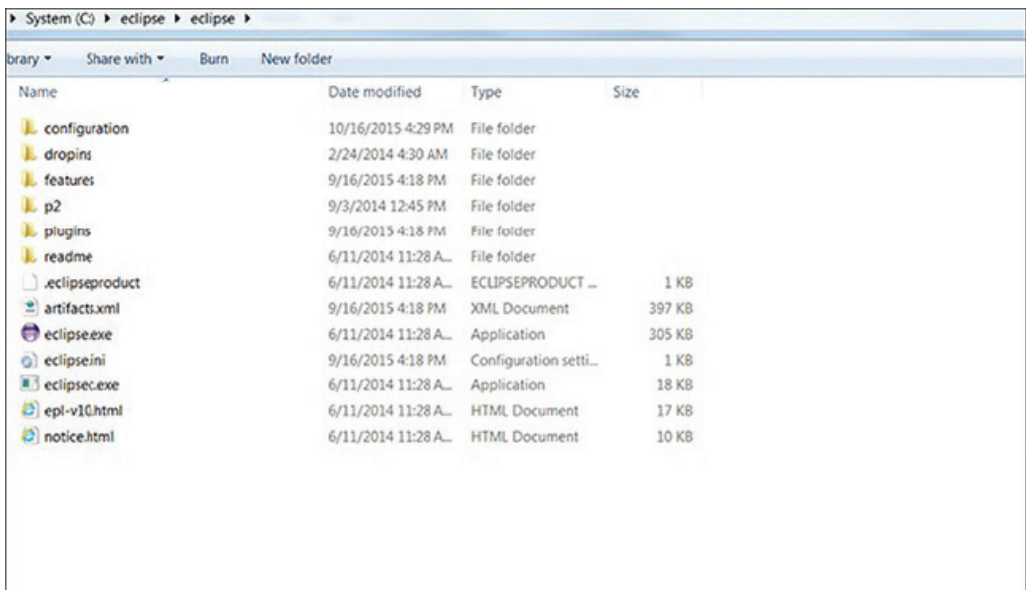 System (C:) eclipse eclipse
brary Share with Burn New folder
Name Date modified Type Size
configuration 10/16/2015 4:29 PM File folder
dropins 2/24/2014 4:30 AM File folder
features 9/16/2015 4:18 PM File folder
p2 9/3/2014 12:45 PM File folder
plugins 9/16/2015 4:18 PM File folder
readme 6/11/2014 11:28 A... File folder
.eclipseproduct 6/11/2014 11:28 A... ECLIPSEPRODUCT ... 1 KB
artifacts.xml 9/16/2015 4:18 PM XML Document 397 KB
eclipse.exe 6/11/2014 11:28 A... Application 305 KB
eclipse.ini 9/16/2015 4:18 PM Configuration setti... 1 KB
eclipsec.exe 6/11/2014 11:28 A... Application 18 KB
epl-v10.html 6/11/2014 11:28 A... HTML Document 17 KB
notice.html 6/11/2014 11:28 A... HTML Document 10 KB